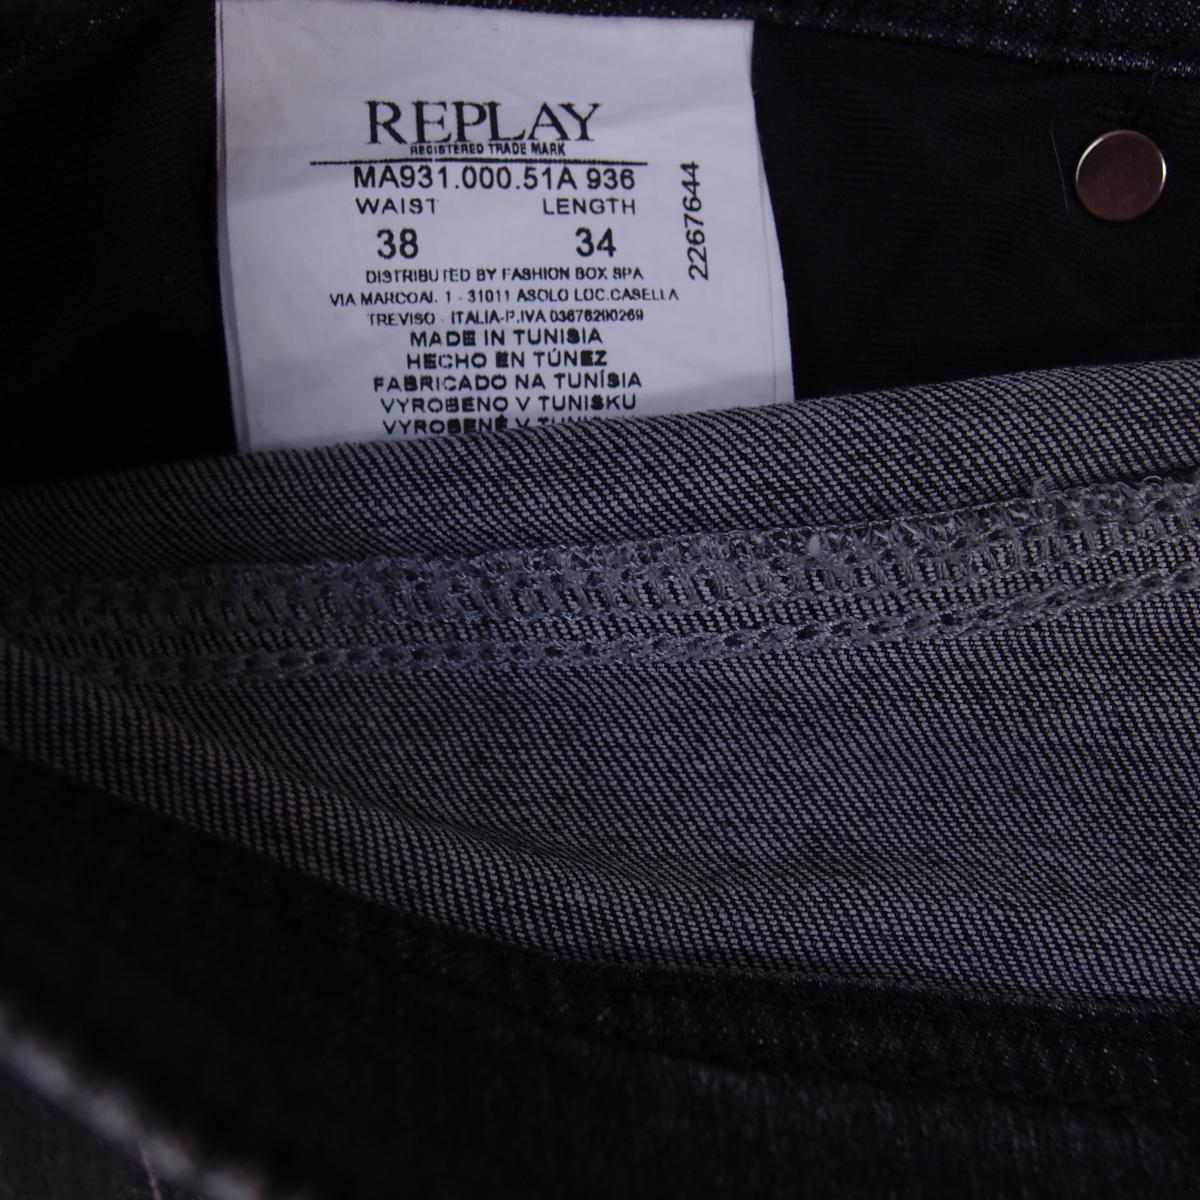 REPLAY
REGISTERED TRADE MARK
MA931.000.51A 936
WAIST LENGTH
38 34
2267644
DISTRIBUTED BY FASHION BOX SPA
VIA MARCOAI. 1 - 31011 ASOLO LOC.CASELLA
TREVISO - ITALIA-P.IVA 03676290269
MADE IN TUNISIA
HECHO EN TÚNEZ
FABRICADO NA TUNÍSIA
VYROBENO V TUNISKU
VYROBENÉ V